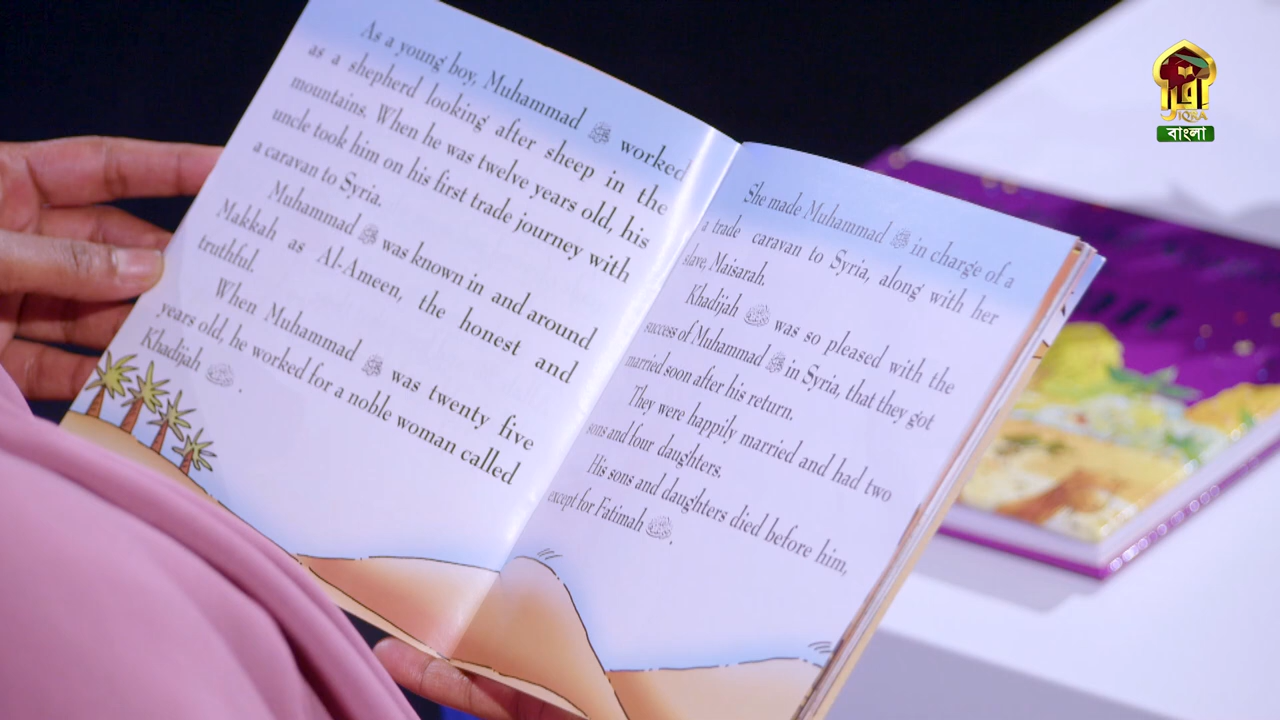 As a young boy, Muhammad ﷺ worked
as a shepherd looking after sheep in the
mountains. When he was twelve years old, his
uncle took him on his first trade journey with
a caravan to Syria.
Muhammad ﷺ was known in and around
Makkah as Al-Ameen, the honest and
truthful.
When Muhammad ﷺ was twenty five
years old, he worked for a noble woman called
Khadijah .
She made Muhammad ﷺ in charge of a
a trade caravan to Syria, along with her
slave, Maisarah.
Khadijah was so pleased with the
success of Muhammad ﷺ in Syria, that they got
married soon after his return.
They were happily married and had two
sons and four daughters.
His sons and daughters died before him,
except for Fatimah .
IQRA
বাংলা